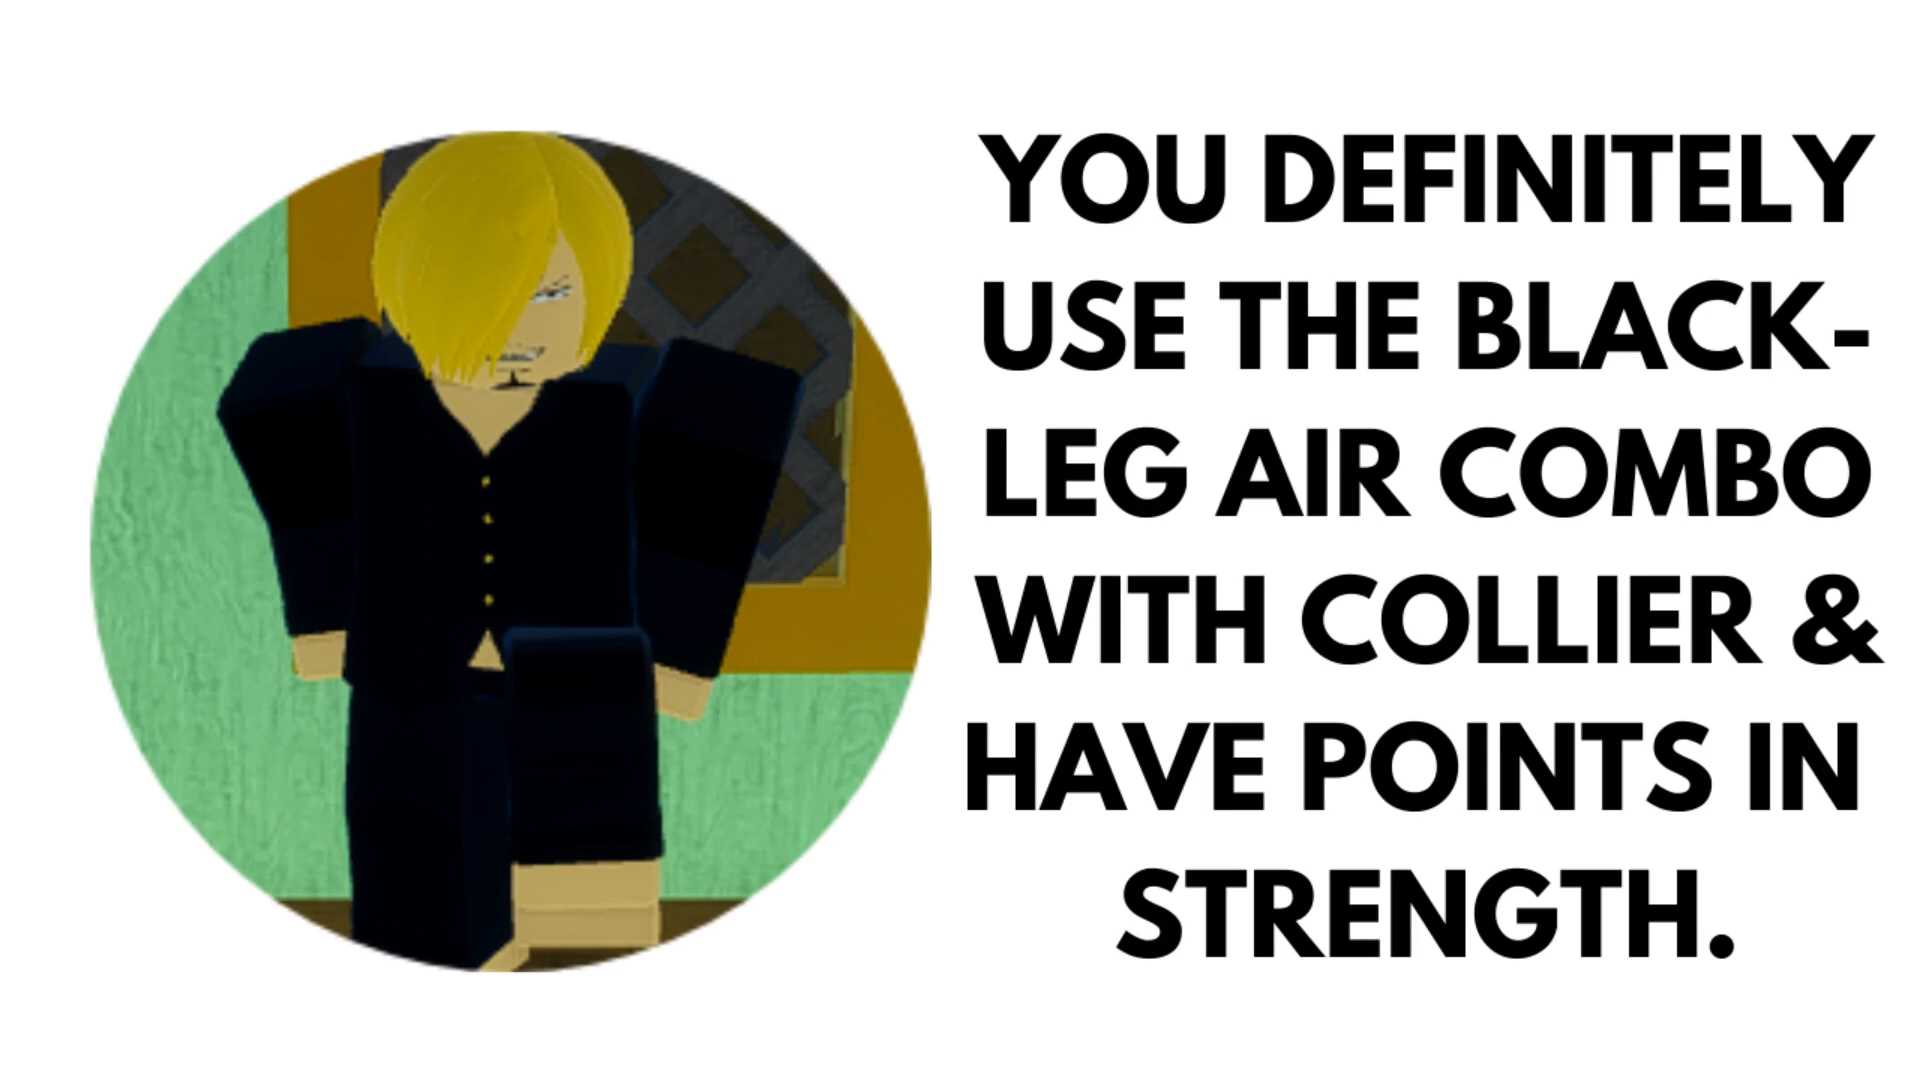 YOU DEFINITELY
USE THE BLACK-
LEG AIR COMBO
WITH COLLIER &
HAVE POINTS IN
STRENGTH.